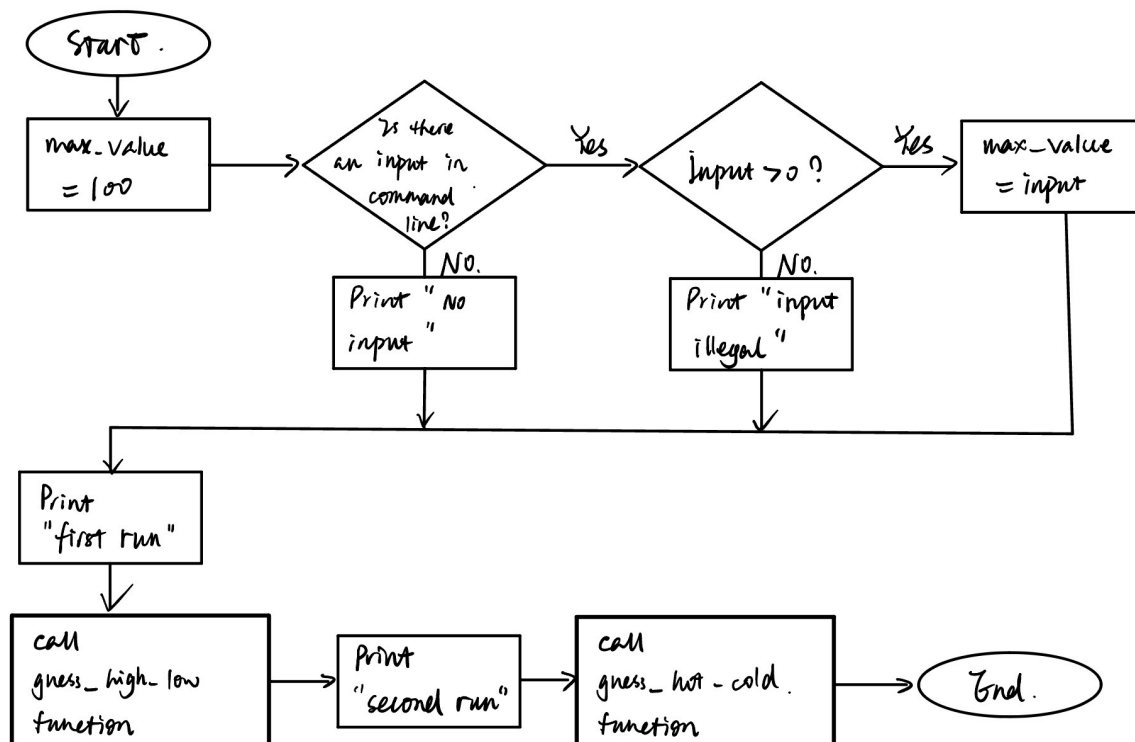 Start.
max_value
= 100
Is there
an input in
command
line?
Yes
Input >0 ?
Yes
max_value
= input
NO.
NO.
Print "No
input"
Print "input
illegal"
Print
"first run"
call
guess_high_low
function
Print
"second run"
call
guess_hot_cold.
function
End.